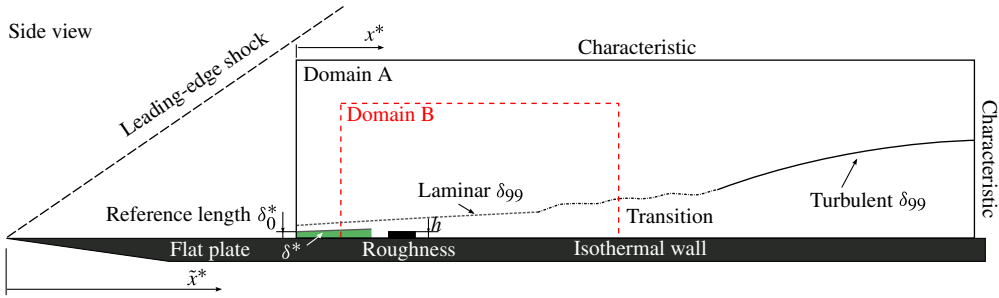 Side view
x*
Characteristic
Leading-edge shock
Domain A
Domain B
Characteristic
Laminar δ99
Turbulent δ99
Reference length δ0*
h
Transition
Flat plate
δ*
Roughness
Isothermal wall
x̃*